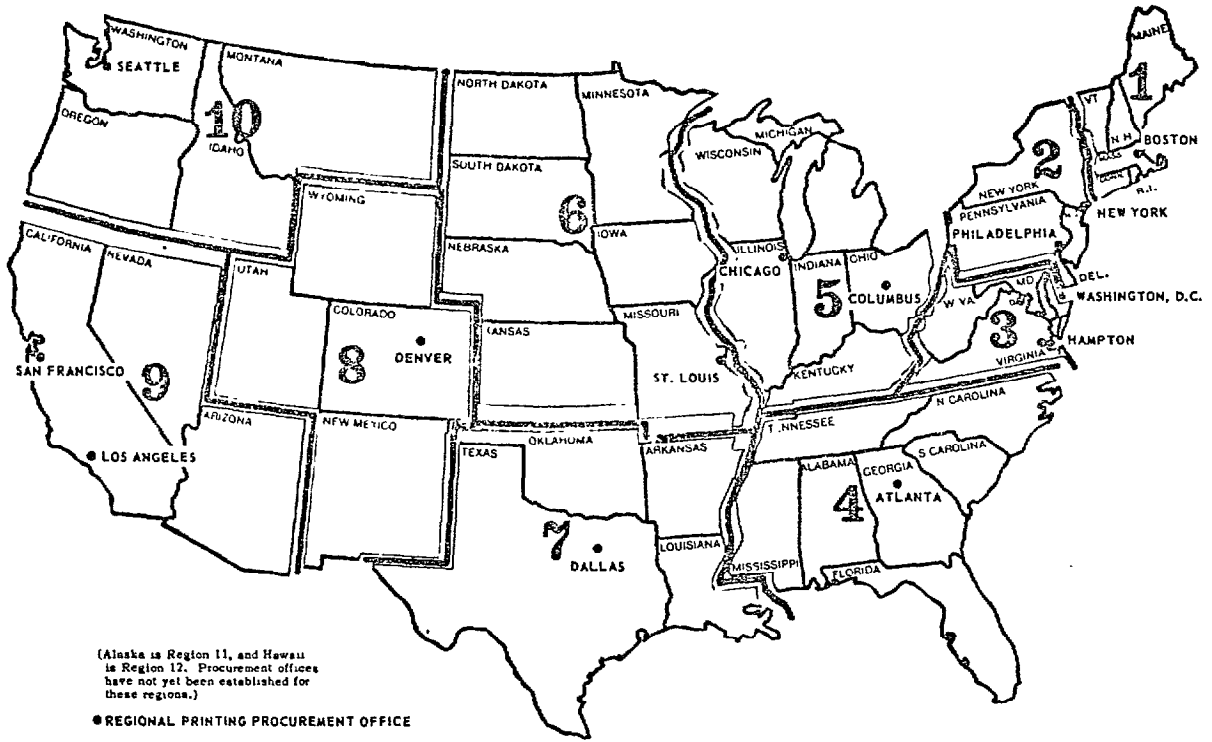 WASHINGTON
SEATTLE
MONTANA
NORTH DAKOTA
MINNESOTA
MICHIGAN
WISCONSIN
MAINE
1
VT
N H
BOSTON
MASS
CONN
R.I.
OREGON
10
IDAHO
SOUTH DAKOTA
WYOMING
6
2
NEW YORK
NEW YORK
PENNSYLVANIA
PHILADELPHIA
CALIFORNIA
NEVADA
UTAH
NEBRASKA
IOWA
ILLINOIS
CHICAGO
INDIANA
OHIO
COLUMBUS
5
W VA
MD
DEL.
WASHINGTON, D.C.
COLORADO
DENVER
8
KANSAS
MISSOURI
ST. LOUIS
KENTUCKY
3
VIRGINIA
HAMPTON
SAN FRANCISCO
9
LOS ANGELES
ARIZONA
NEW MEXICO
OKLAHOMA
TEXAS
ARKANSAS
T NNESSEE
N CAROLINA
S CAROLINA
ALABAMA
GEORGIA
ATLANTA
4
7
DALLAS
LOUISIANA
MISSISSIPPI
FLORIDA
(Alaska is Region 11, and Hawaii
is Region 12. Procurement offices
have not yet been established for
these regions.)
● REGIONAL PRINTING PROCUREMENT OFFICE